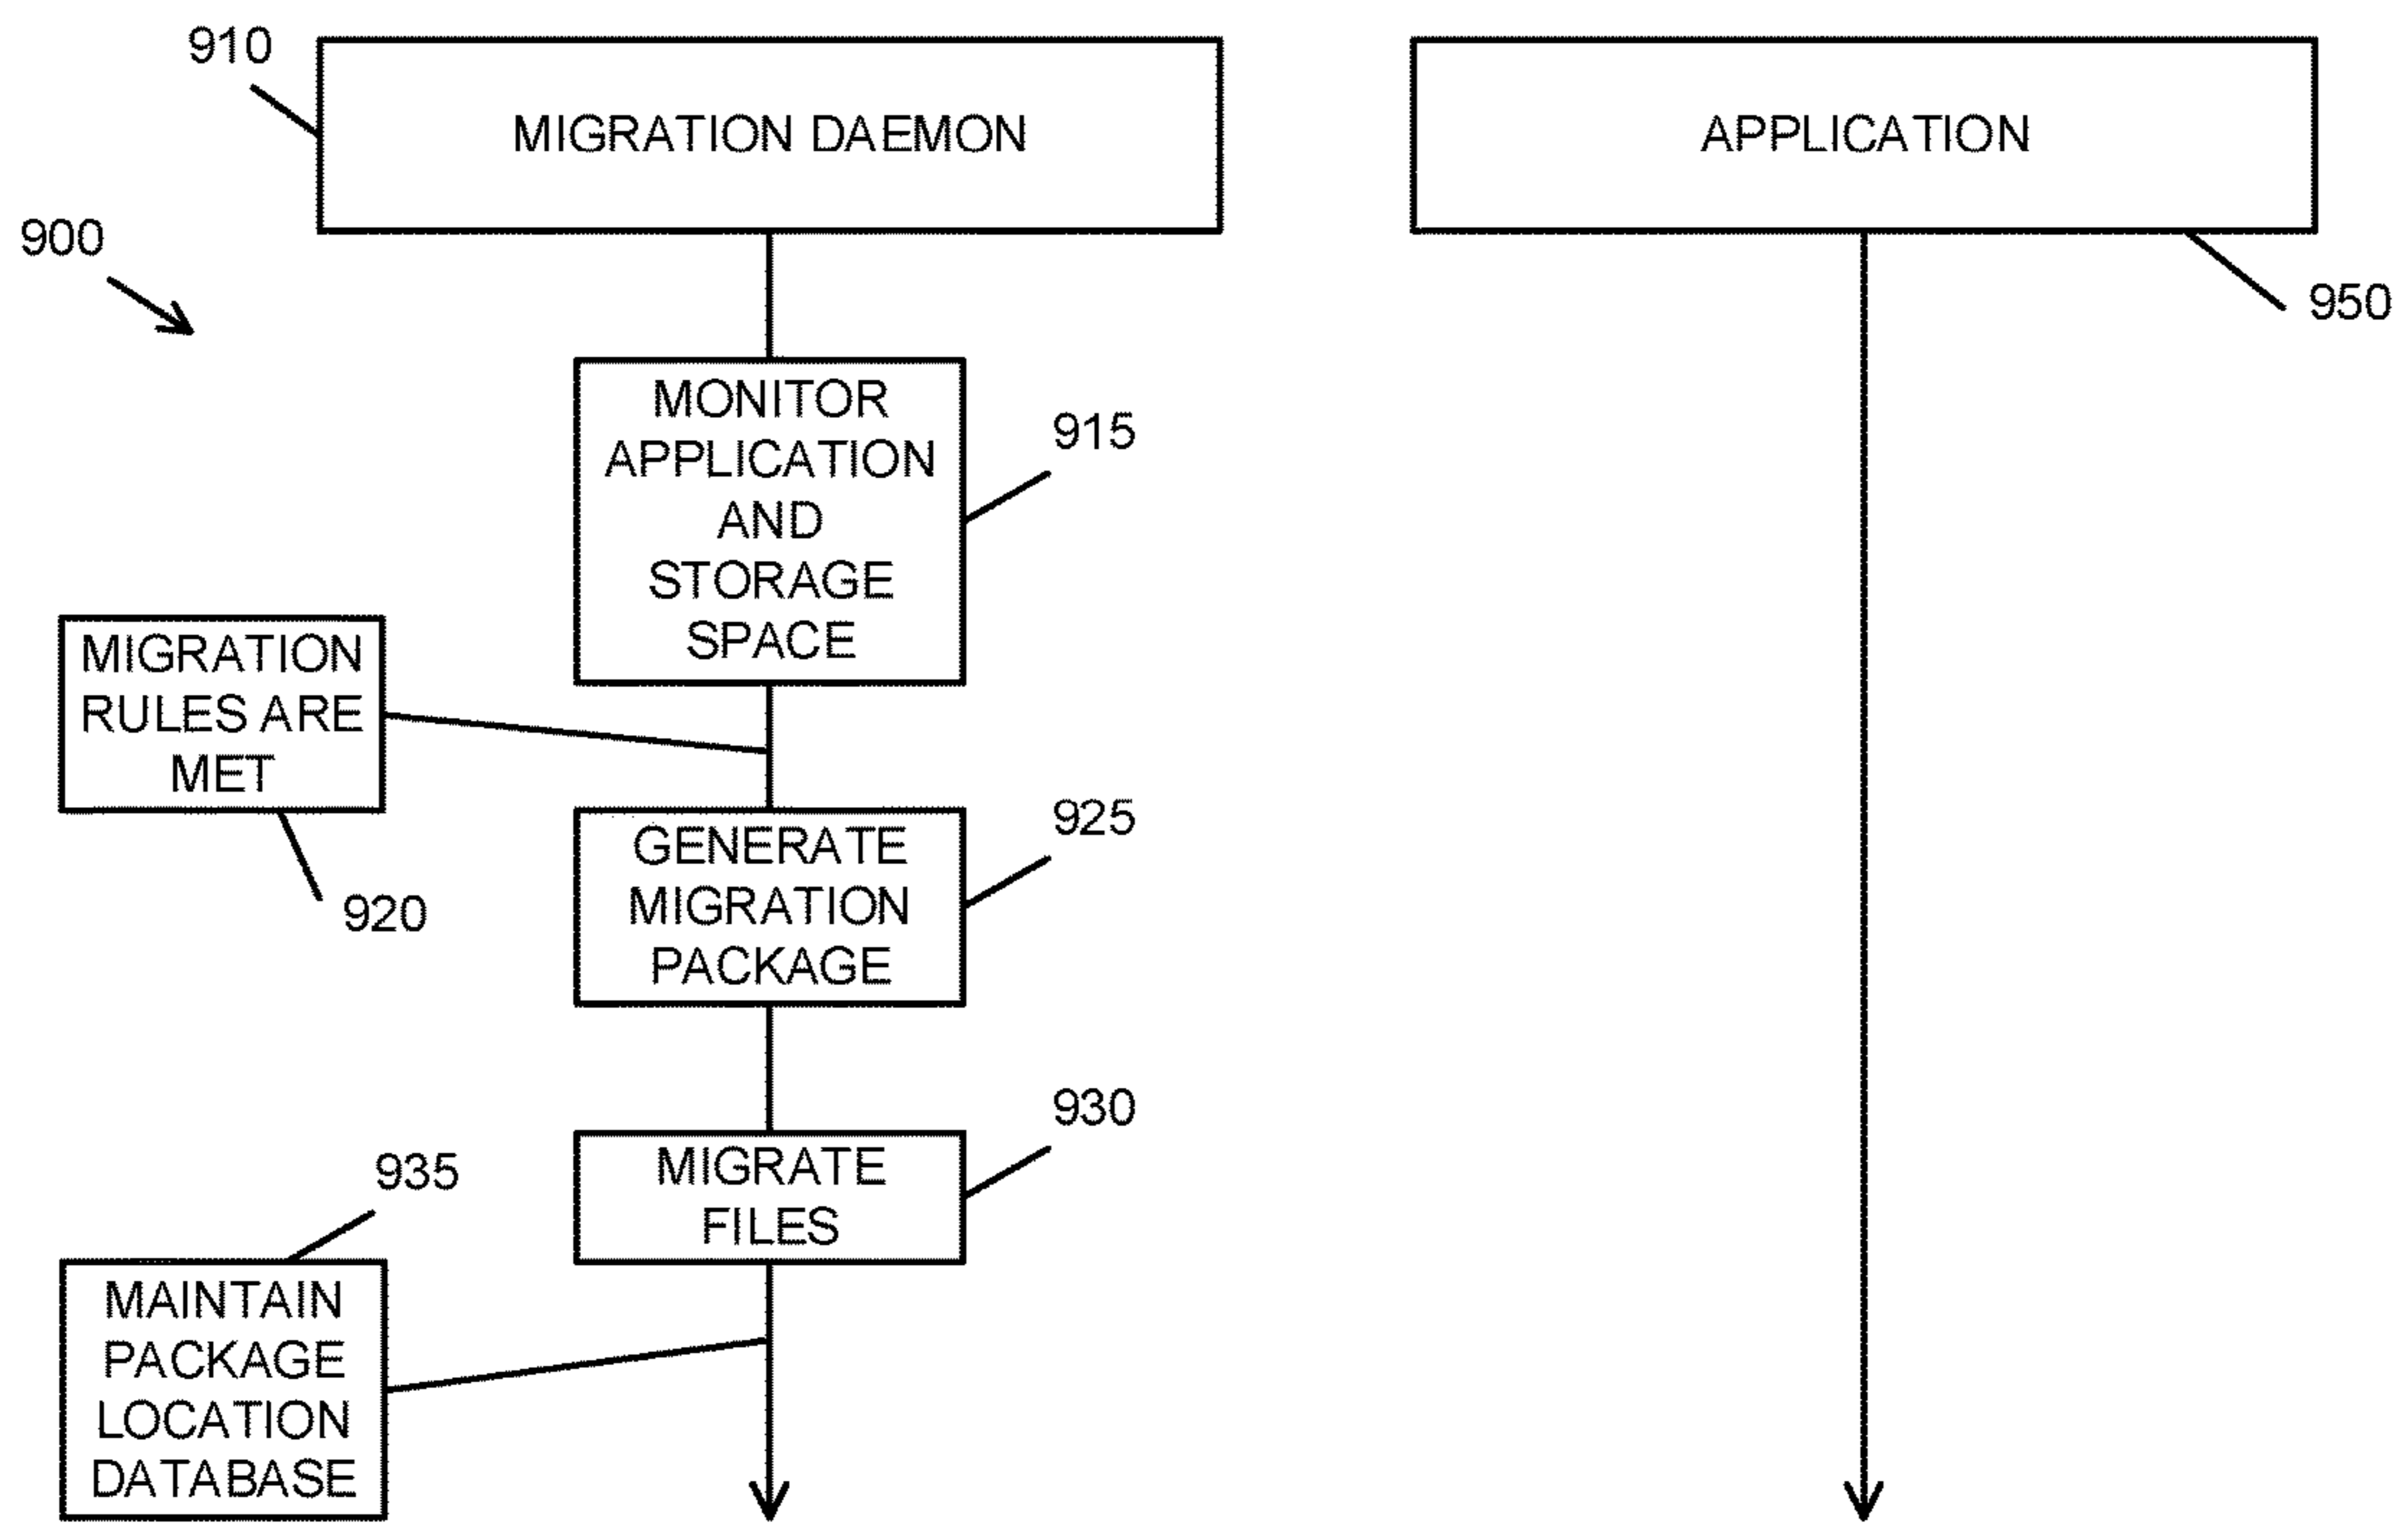 910
MIGRATION DAEMON
APPLICATION
900
950
MONITOR
APPLICATION
AND
STORAGE
SPACE
915
MIGRATION
RULES ARE
MET
920
GENERATE
MIGRATION
PACKAGE
925
MIGRATE
FILES
930
935
MAINTAIN
PACKAGE
LOCATION
DATABASE